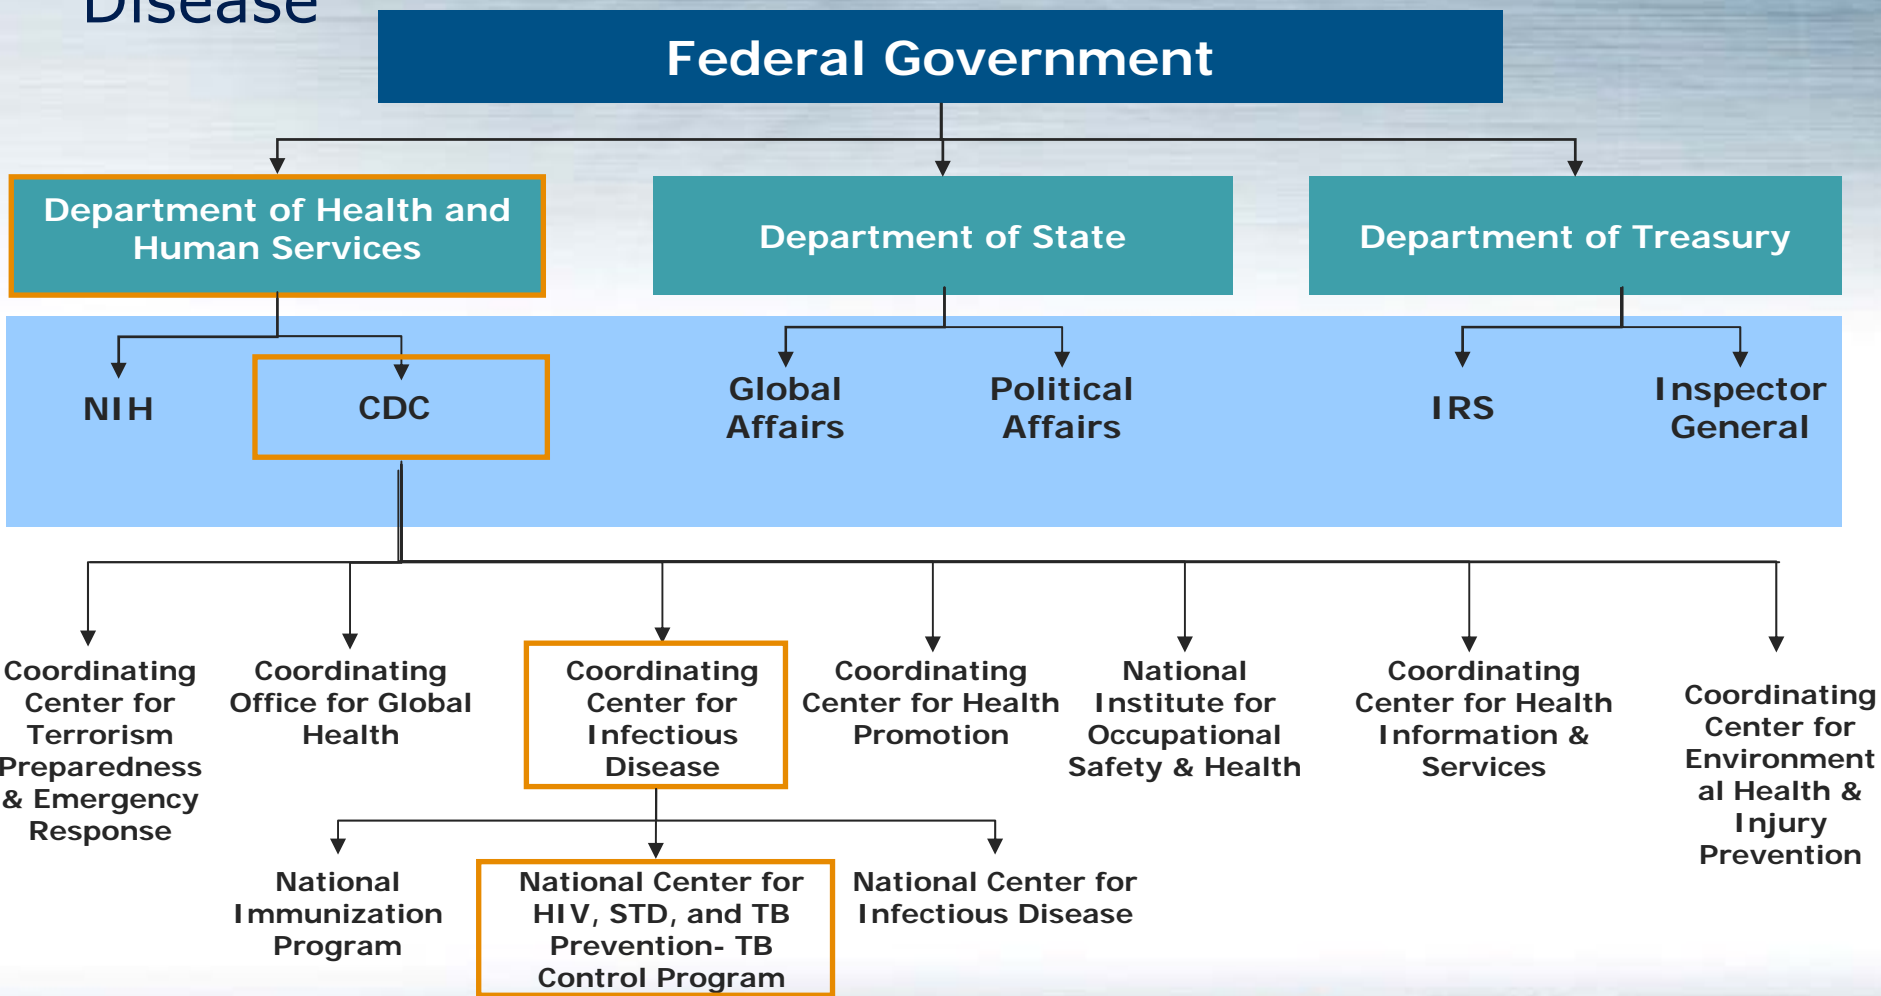 Disease
Federal Government
Department of Health and
Human Services
Department of State
Department of Treasury
NIH
CDC
Global
Affairs
Political
Affairs
IRS
Inspector
General
Coordinating
Center for
Terrorism
Preparedness
& Emergency
Response
Coordinating
Office for Global
Health
Coordinating
Center for
Infectious
Disease
Coordinating
Center for Health
Promotion
National
Institute for
Occupational
Safety & Health
Coordinating
Center for Health
Information &
Services
Coordinating
Center for
Environment
al Health &
Injury
Prevention
National
Immunization
Program
National Center for
HIV, STD, and TB
Prevention- TB
Control Program
National Center for
Infectious Disease